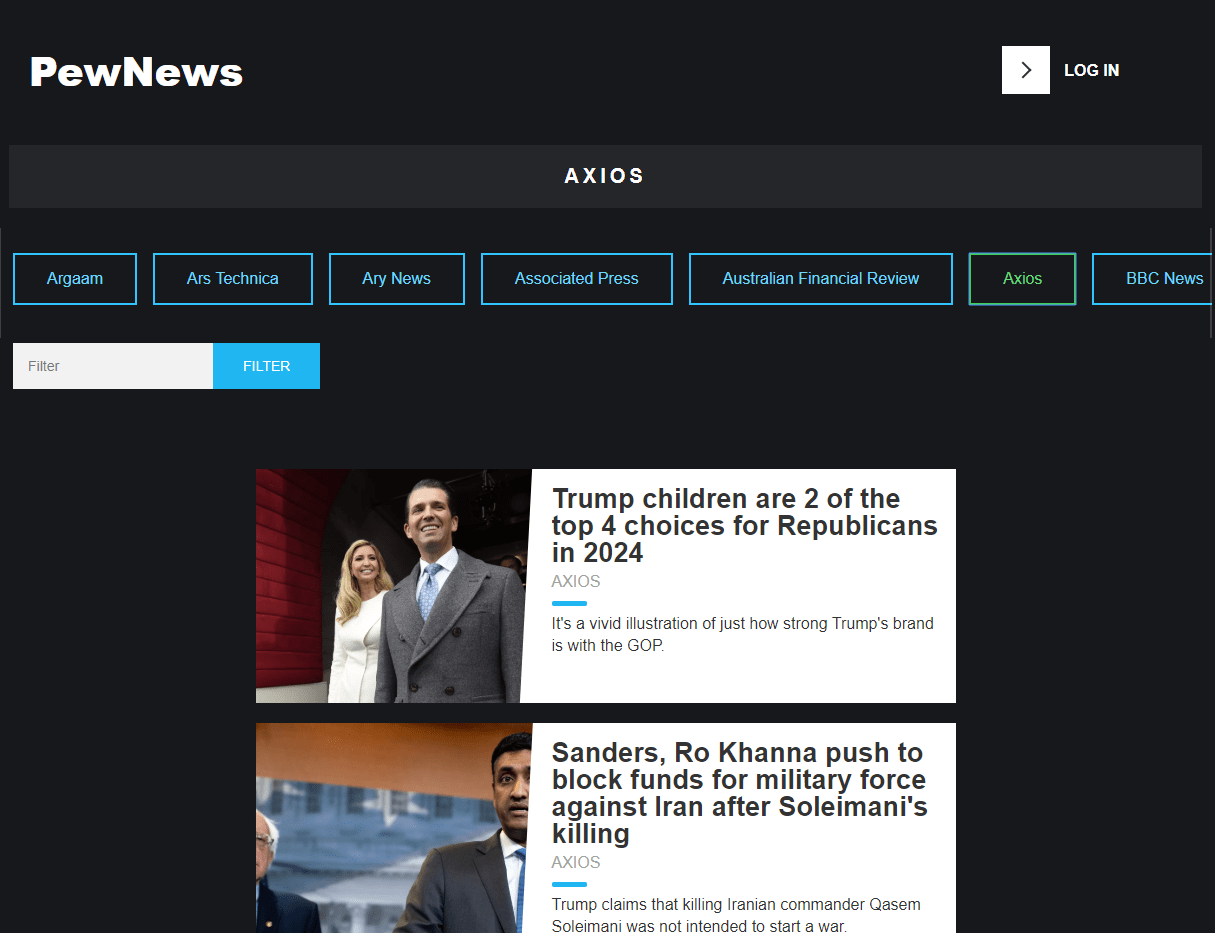 PewNews
LOG IN
AXIOS
Argaam Ars Technica Ary News Associated Press Australian Financial Review Axios BBC News
Filter FILTER
Trump children are 2 of the
top 4 choices for Republicans
in 2024
AXIOS
It's a vivid illustration of just how strong Trump's brand
is with the GOP.
Sanders, Ro Khanna push to
block funds for military force
against Iran after Soleimani's
killing
AXIOS
Trump claims that killing Iranian commander Qasem
Soleimani was not intended to start a war.